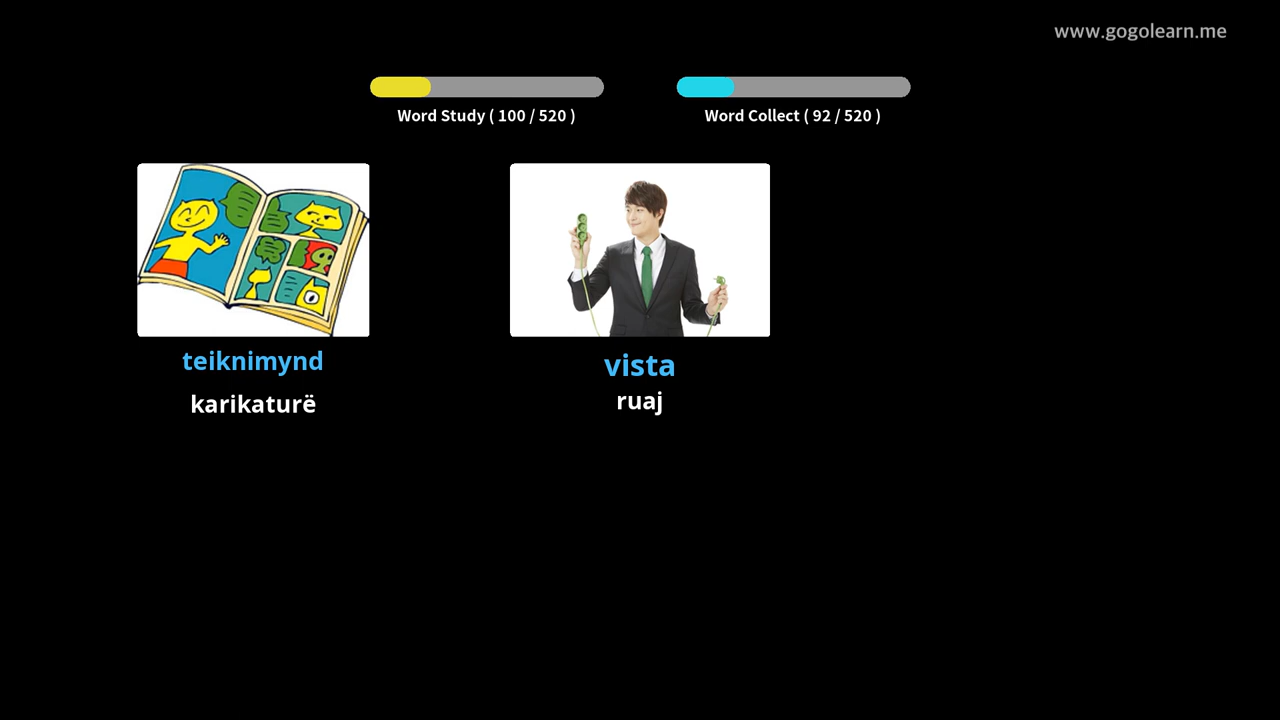 www.gogolearn.me
Word Study ( 100 / 520 )
Word Collect ( 92 / 520 )
teiknimynd
karikaturë
vista
ruaj